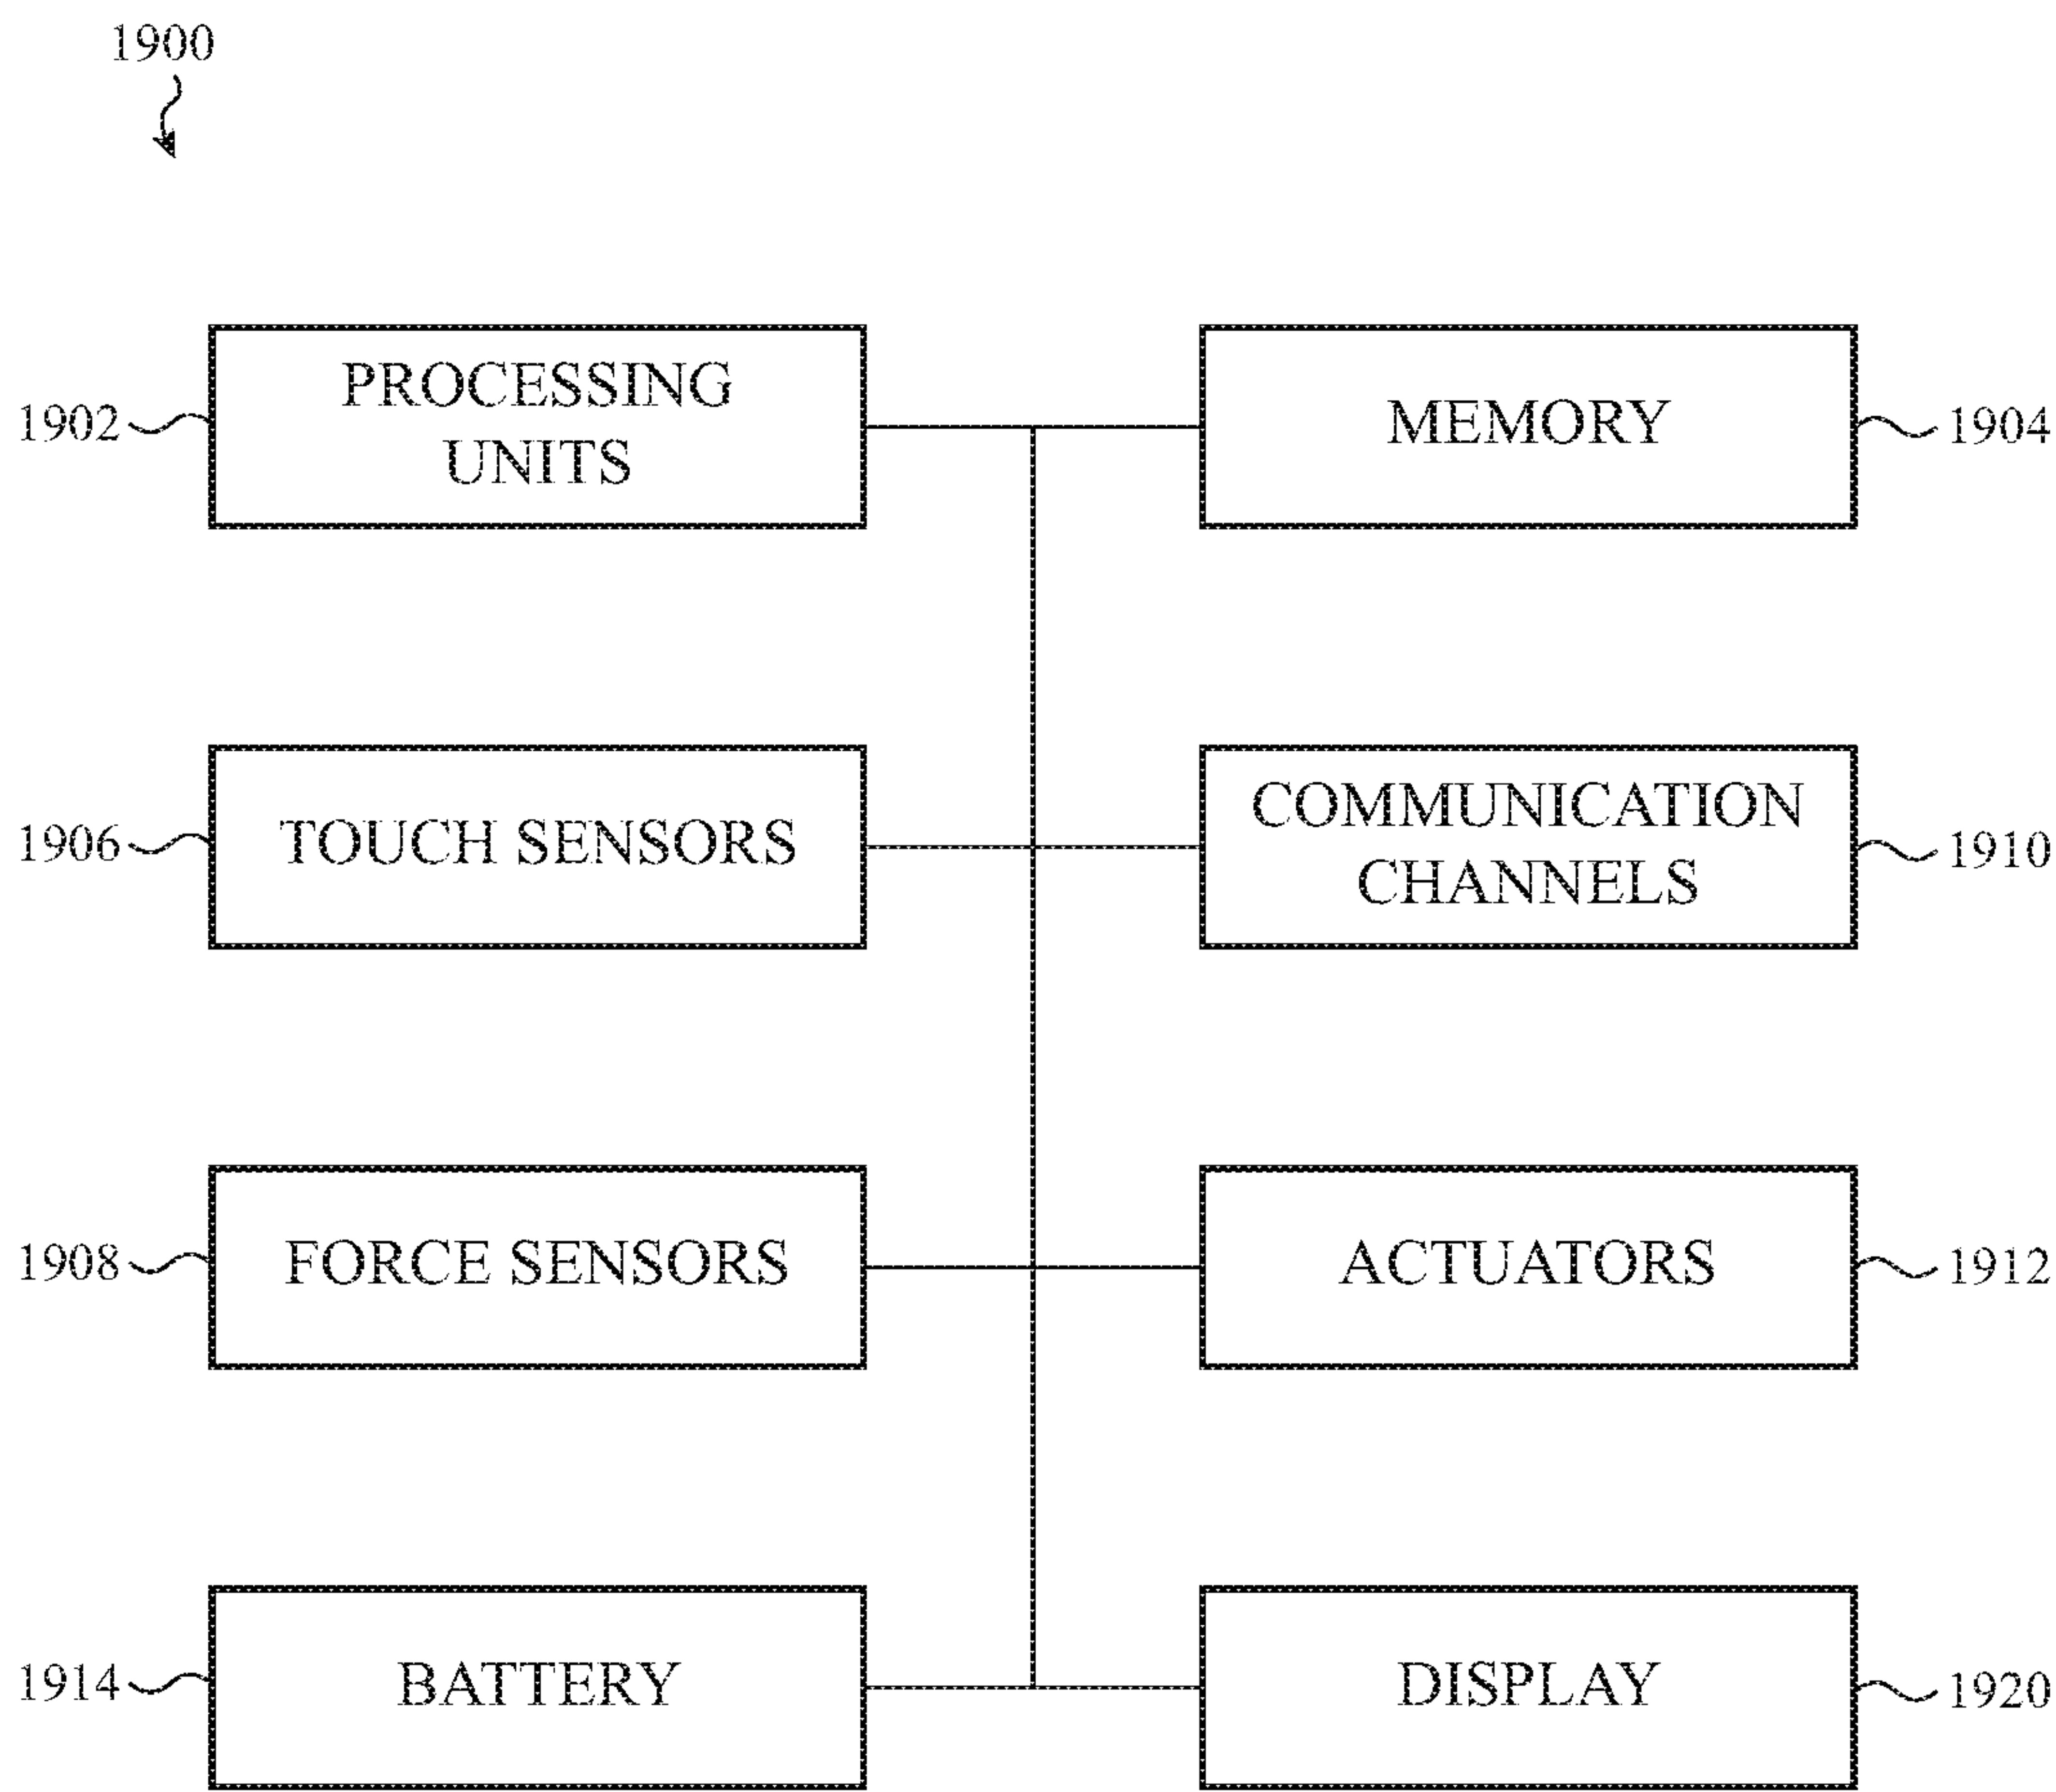 1900
1902
PROCESSING
UNITS
MEMORY
1904
1906
TOUCH SENSORS
COMMUNICATION
CHANNELS
1910
1908
FORCE SENSORS
ACTUATORS
1912
1914
BATTERY
DISPLAY
1920